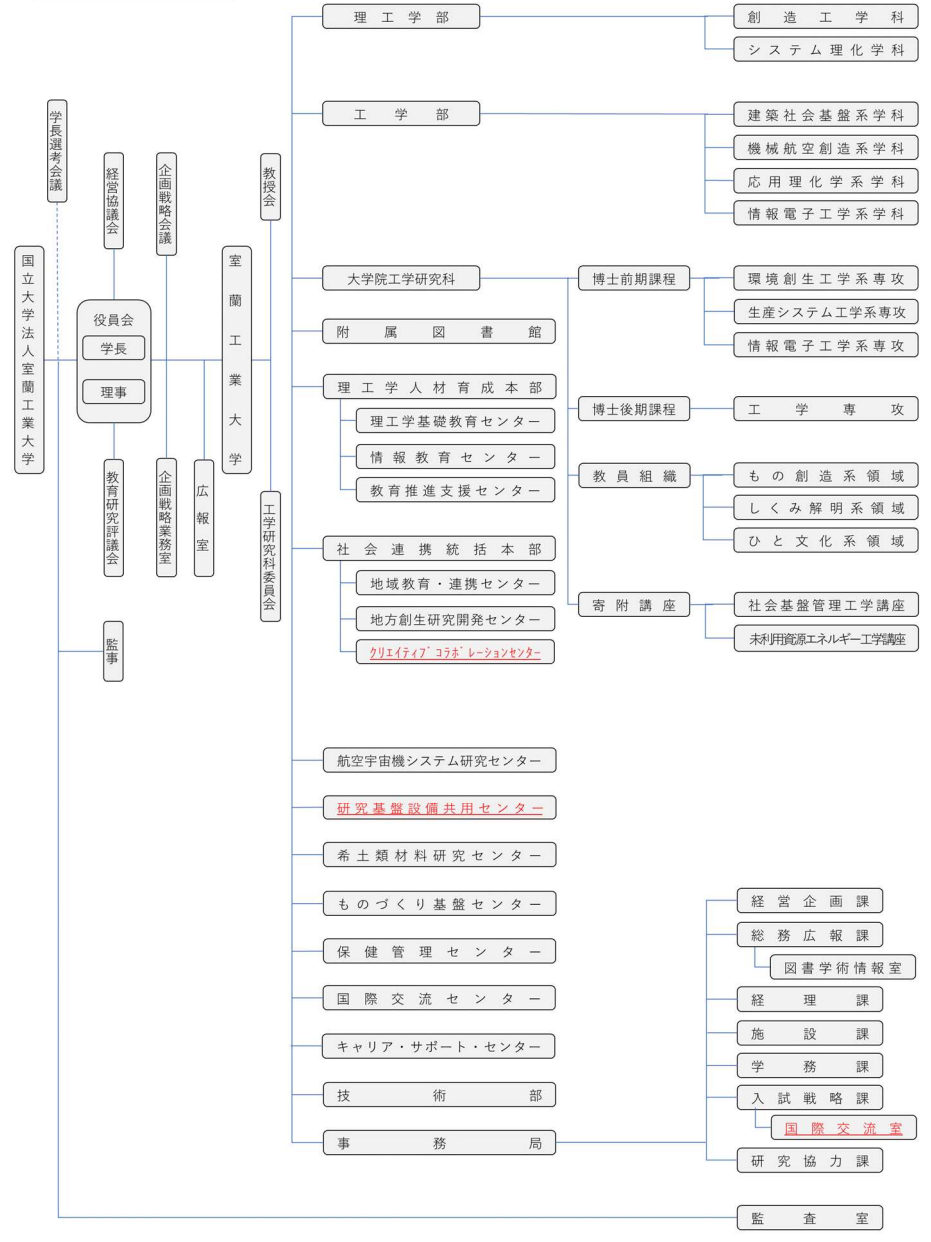 国立大学法人室蘭工業大学
学長選考会議
経営協議会
役員会
学長
理事
教育研究評議会
監事
企画戦略会議
企画戦略業務室
広報室
室蘭工業大学
教授会
工学研究科委員会
理工学部
創造工学科
システム理化学科
工学部
建築社会基盤系学科
機械航空創造系学科
応用理化学系学科
情報電子工学系学科
大学院工学研究科
博士前期課程
環境創生工学系専攻
生産システム工学系専攻
情報電子工学系専攻
博士後期課程
工学専攻
教員組織
もの創造系領域
しくみ解明系領域
ひと文化系領域
寄附講座
社会基盤管理工学講座
未利用資源エネルギー工学講座
附属図書館
理工学人材育成本部
理工学基礎教育センター
情報教育センター
教育推進支援センター
社会連携統括本部
地域教育・連携センター
地方創生研究開発センター
クリエイティブコラボレーションセンター
航空宇宙機システム研究センター
研究基盤設備共用センター
希土類材料研究センター
ものづくり基盤センター
保健管理センター
国際交流センター
キャリア・サポート・センター
技術部
事務局
経営企画課
総務広報課
図書学術情報室
経理課
施設課
学務課
入試戦略課
国際交流室
研究協力課
監査室